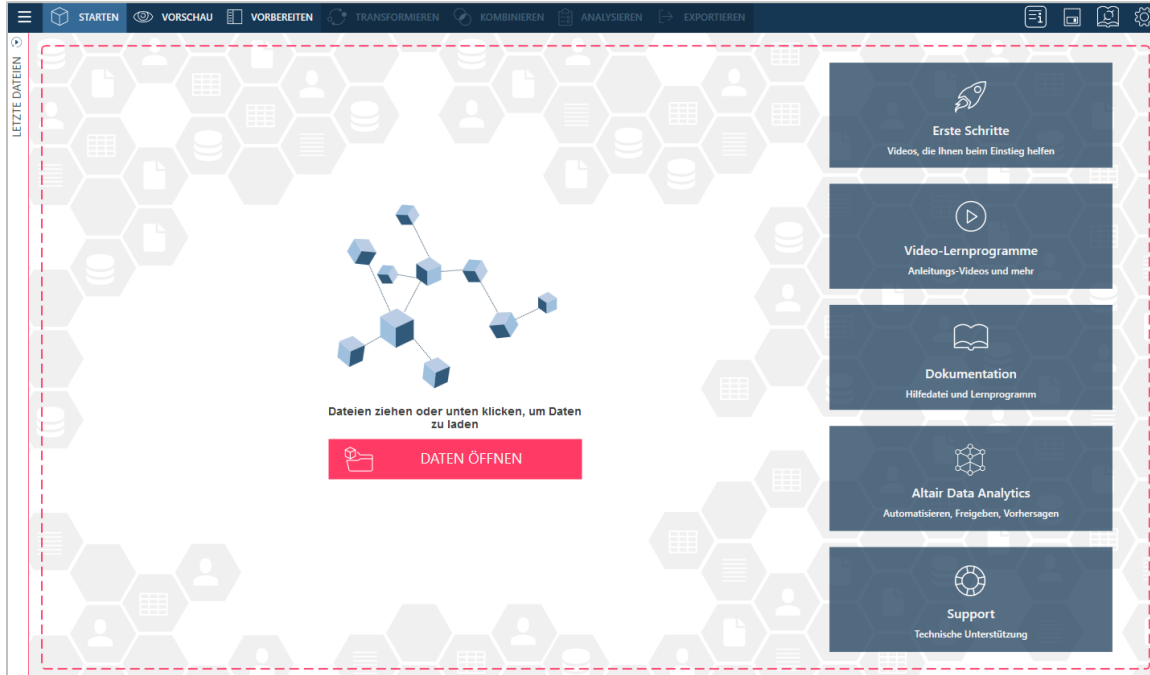 STARTEN
VORSCHAU
VORBEREITEN
TRANSFORMIEREN
KOMBINIEREN
ANALYSIEREN
EXPORTIEREN
LETZTE DATEIEN
Dateien ziehen oder unten klicken, um Daten
zu laden
DATEN ÖFFNEN
Erste Schritte
Videos, die Ihnen beim Einstieg helfen
Video-Lernprogramme
Anleitungs-Videos und mehr
Dokumentation
Hilfedatei und Lernprogramm
Altair Data Analytics
Automatisieren, Freigeben, Vorhersagen
Support
Technische Unterstützung